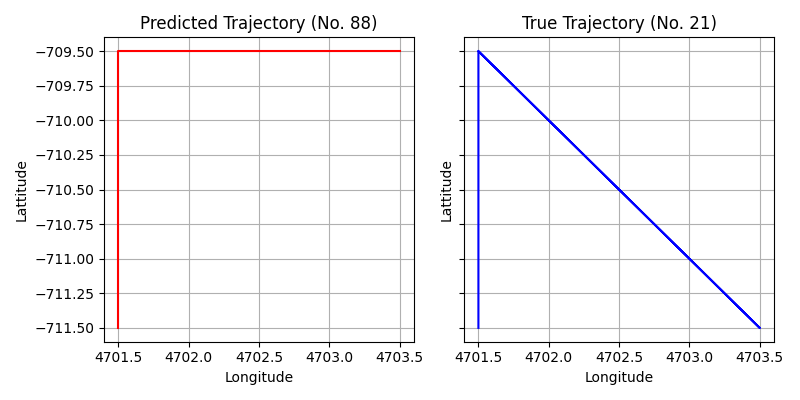 Predicted Trajectory (No. 88)
True Trajectory (No. 21)
−709.50
−709.75
−710.00
−710.25
−710.50
−710.75
−711.00
−711.25
−711.50
Lattitude
Lattitude
4701.5 4702.0 4702.5 4703.0 4703.5
4701.5 4702.0 4702.5 4703.0 4703.5
Longitude
Longitude